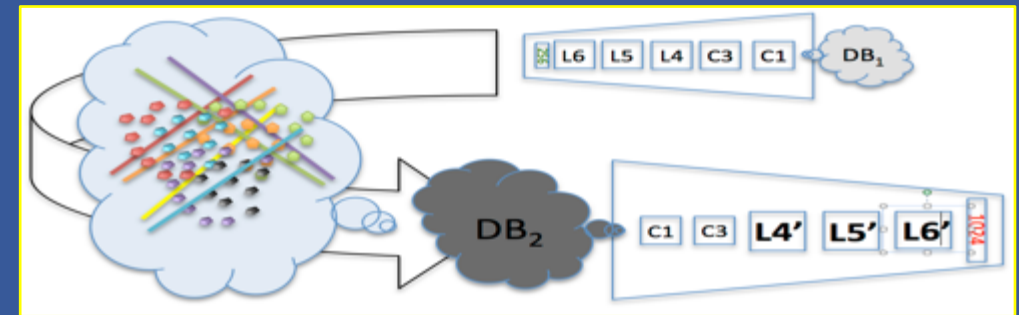 256 L6 L5 L4 C3 C1 DB1
DB2 C1 C3 L4’ L5’ L6’ 1024